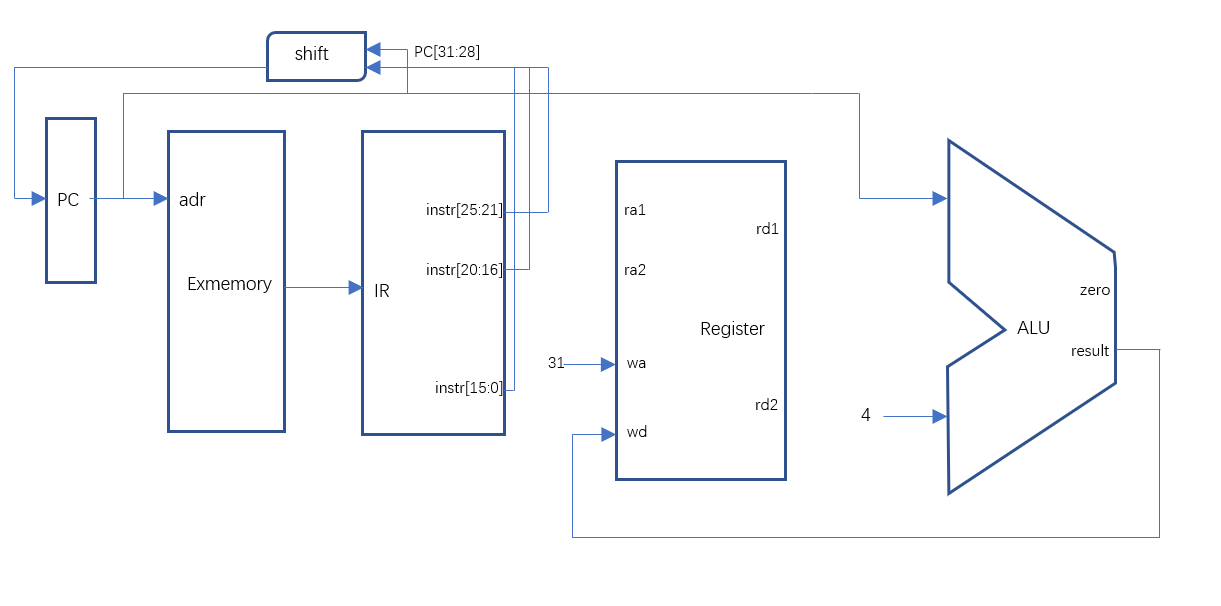 shift
PC[31:28]
PC
adr
Exmemory
IR
instr[25:21]
instr[20:16]
instr[15:0]
ra1
ra2
rd1
Register
31
wa
wd
rd2
4
zero
ALU
result